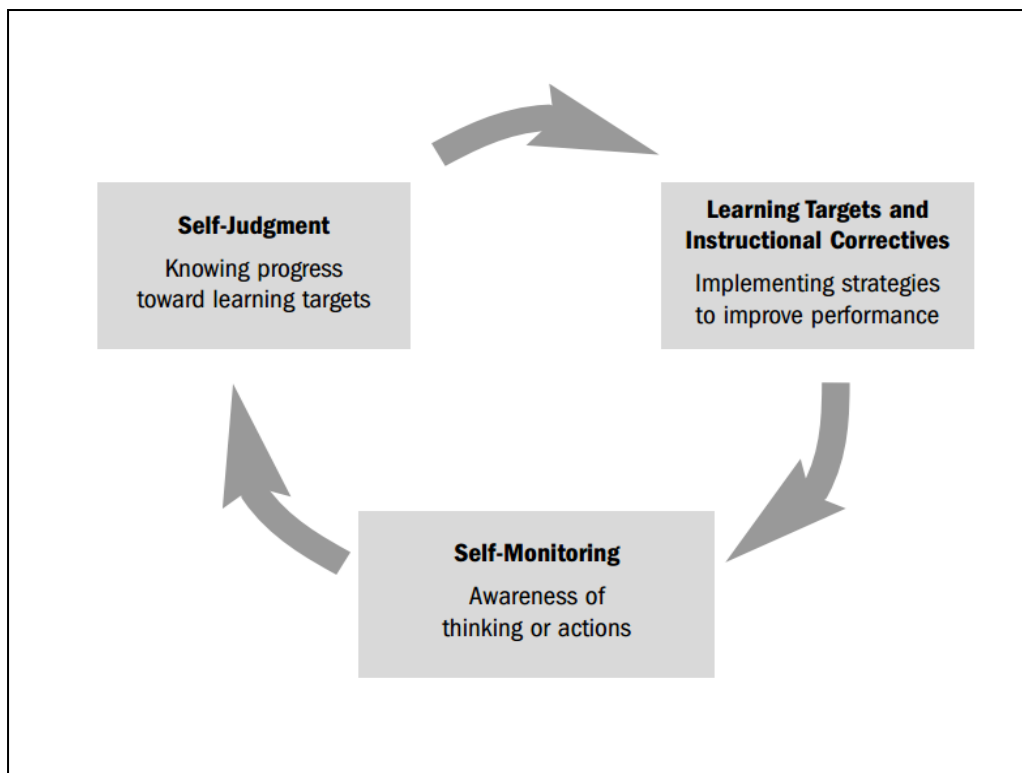 Self-Judgment
Knowing progress
toward learning targets
Learning Targets and
Instructional Correctives
Implementing strategies
to improve performance
Self-Monitoring
Awareness of
thinking or actions